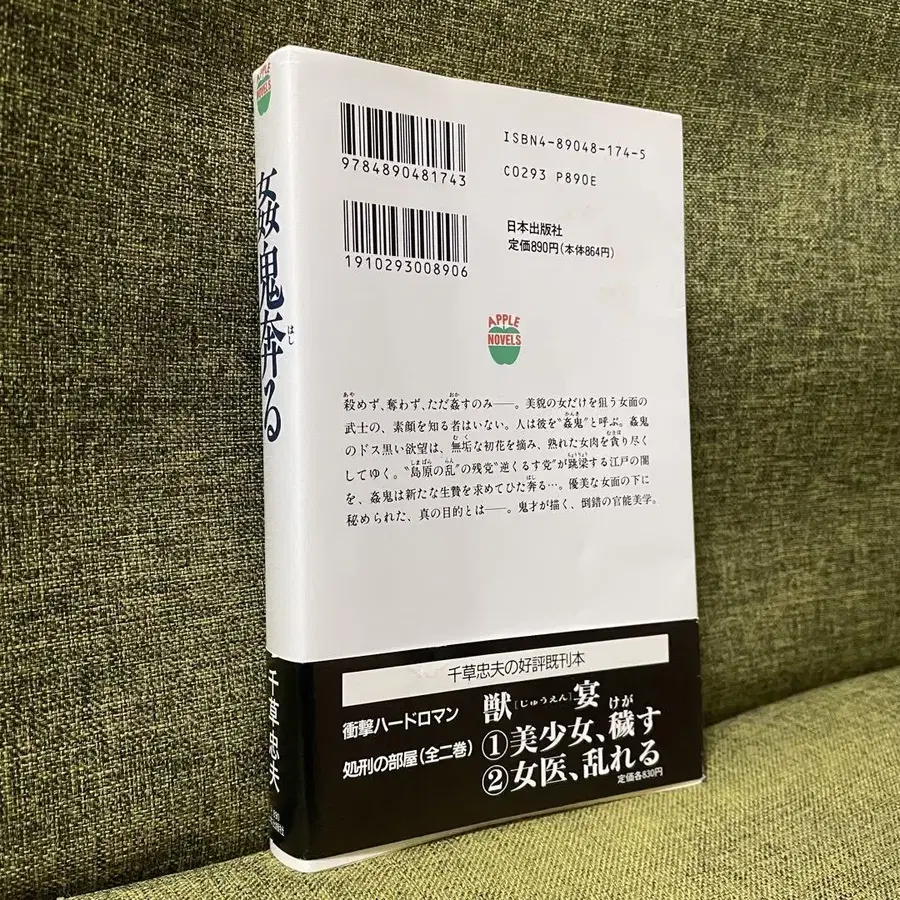 APPLE
NOVELS
姦鬼奔る
はし
千草忠夫
9784890481743
ISBN4-89048-174-5
C0293 P890E
1910293008906
日本出版社
定価890円(本体864円)
APPLE
NOVELS
殺めず、奪わず、ただ姦すのみ──。美貌の女だけを狙う女面の
武士の、素顔を知る者はいない。人は彼を“姦鬼”と呼ぶ。姦鬼
のドス黒い欲望は、無垢な初花を摘み、熟れた女肉を貪り尽く
してゆく。“島原の乱”の残党“逆くるす党”が跳梁する江戸の闇
を、姦鬼は新たな生贄を求めてひた奔る…。優美な女面の下に
秘められた、真の目的とは──。鬼才が描く、倒錯の官能美学。
千草忠夫の好評既刊本
衝撃ハードロマン
処刑の部屋(全二巻)
獣宴
[じゅうえん]
①美少女、穢す
けが
②女医、乱れる
定価各830円